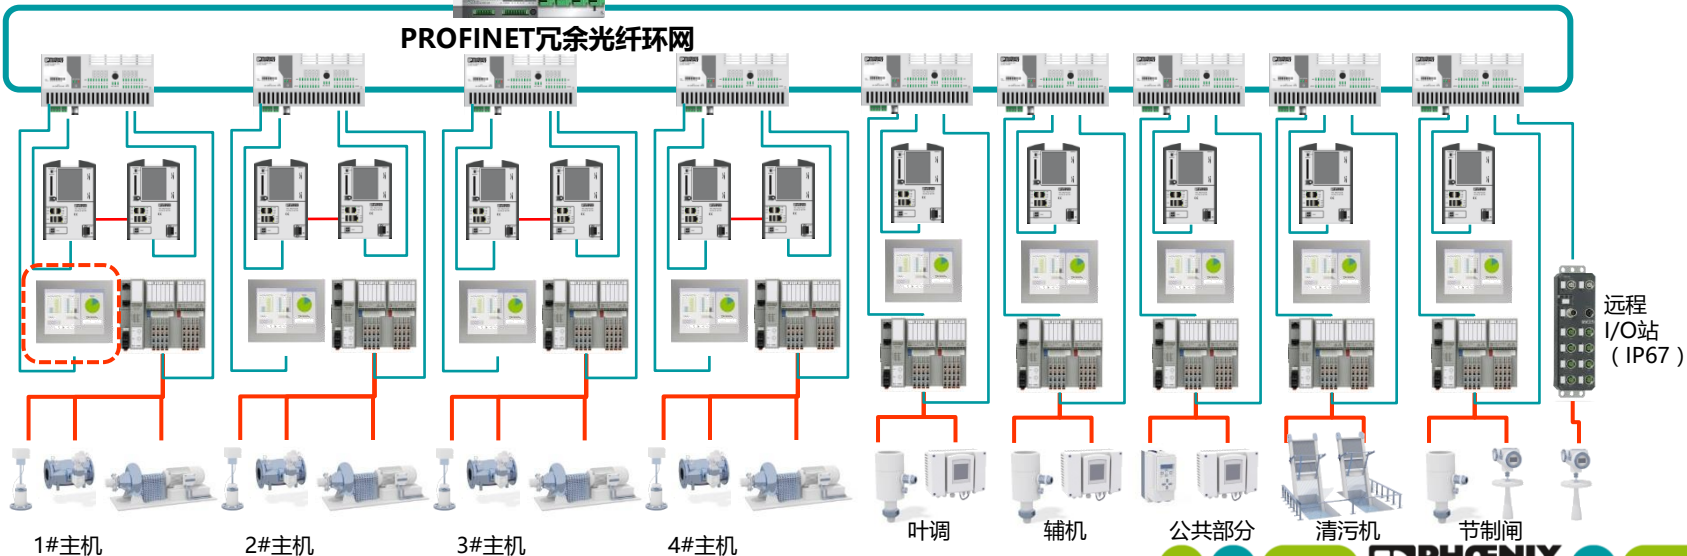 PROFINET冗余光纤环网
远程
I/O站
（IP67）
1#主机
2#主机
3#主机
4#主机
叶调
辅机
公共部分
清污机
节制闸
PHŒNIX